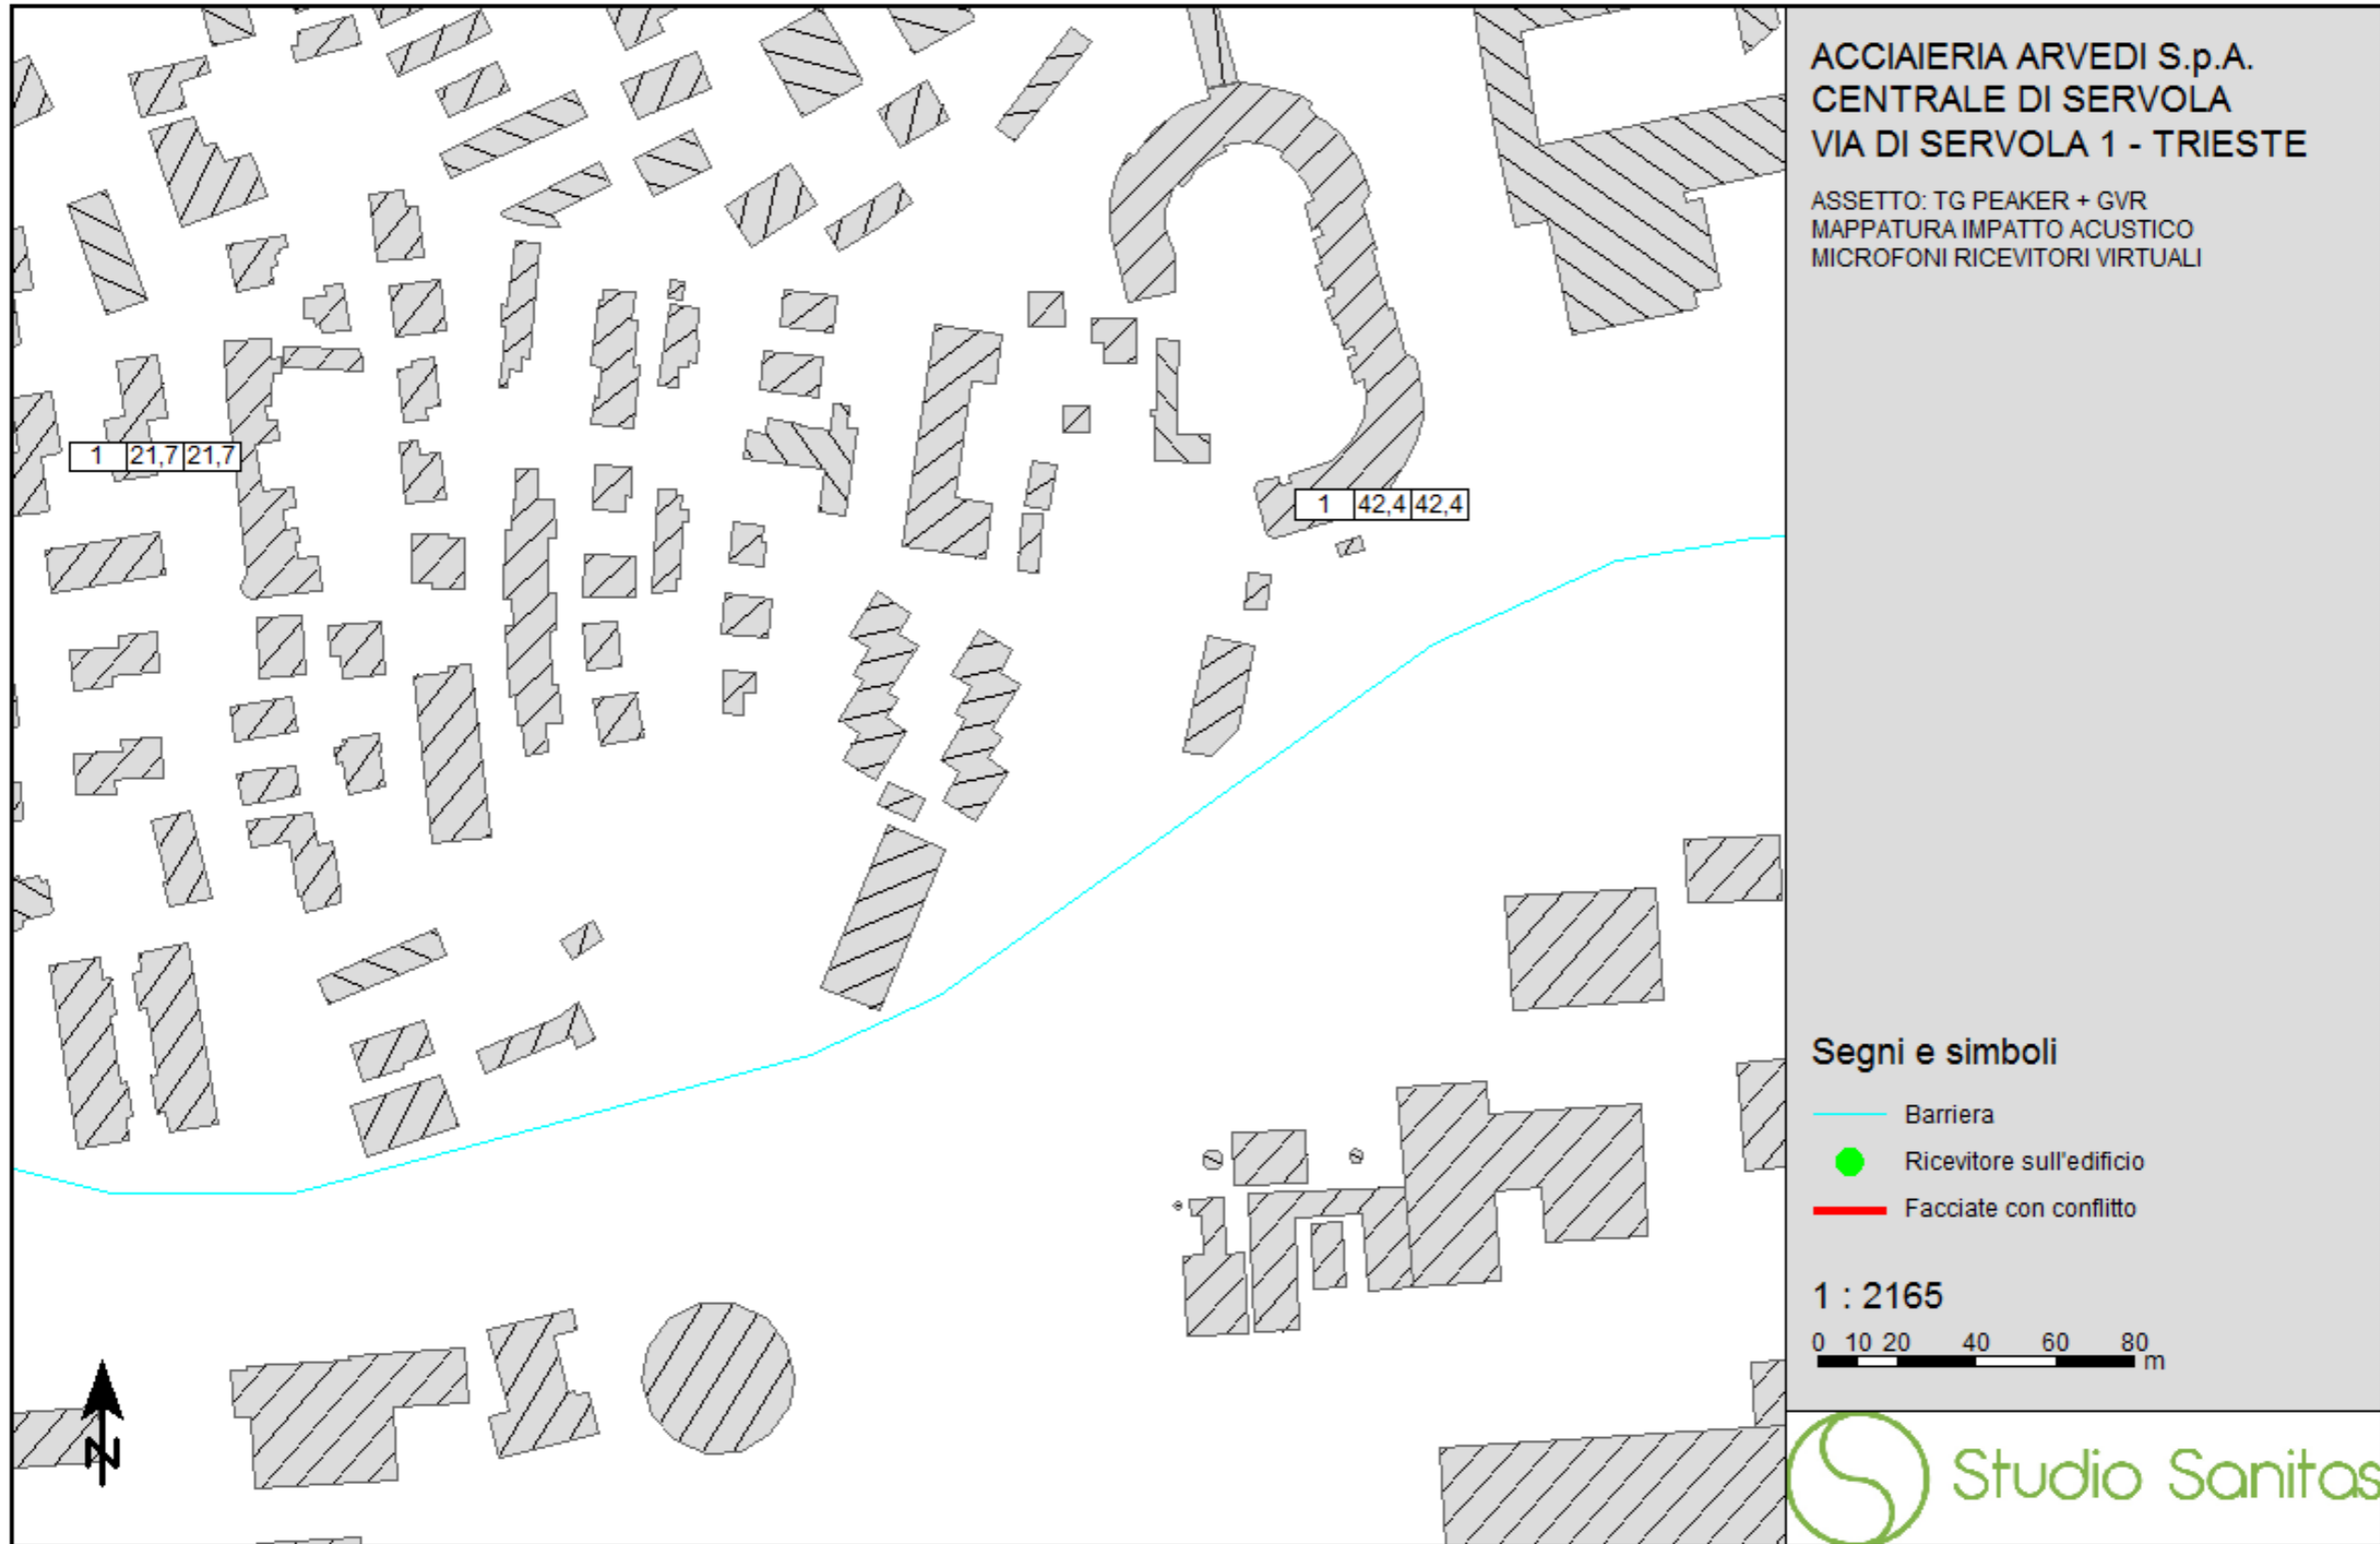 ACCIAIERIA ARVEDI S.p.A.
CENTRALE DI SERVOLA
VIA DI SERVOLA 1 - TRIESTE
ASSETTO: TG PEAKER + GVR
MAPPATURA IMPATTO ACUSTICO
MICROFONI RICEVITORI VIRTUALI
1 21,7 21,7
1 42,4 42,4
Segni e simboli
Barriera
Ricevitore sull'edificio
Facciate con conflitto
1 : 2165
0 10 20 40 60 80
m
N
Studio Sanitas